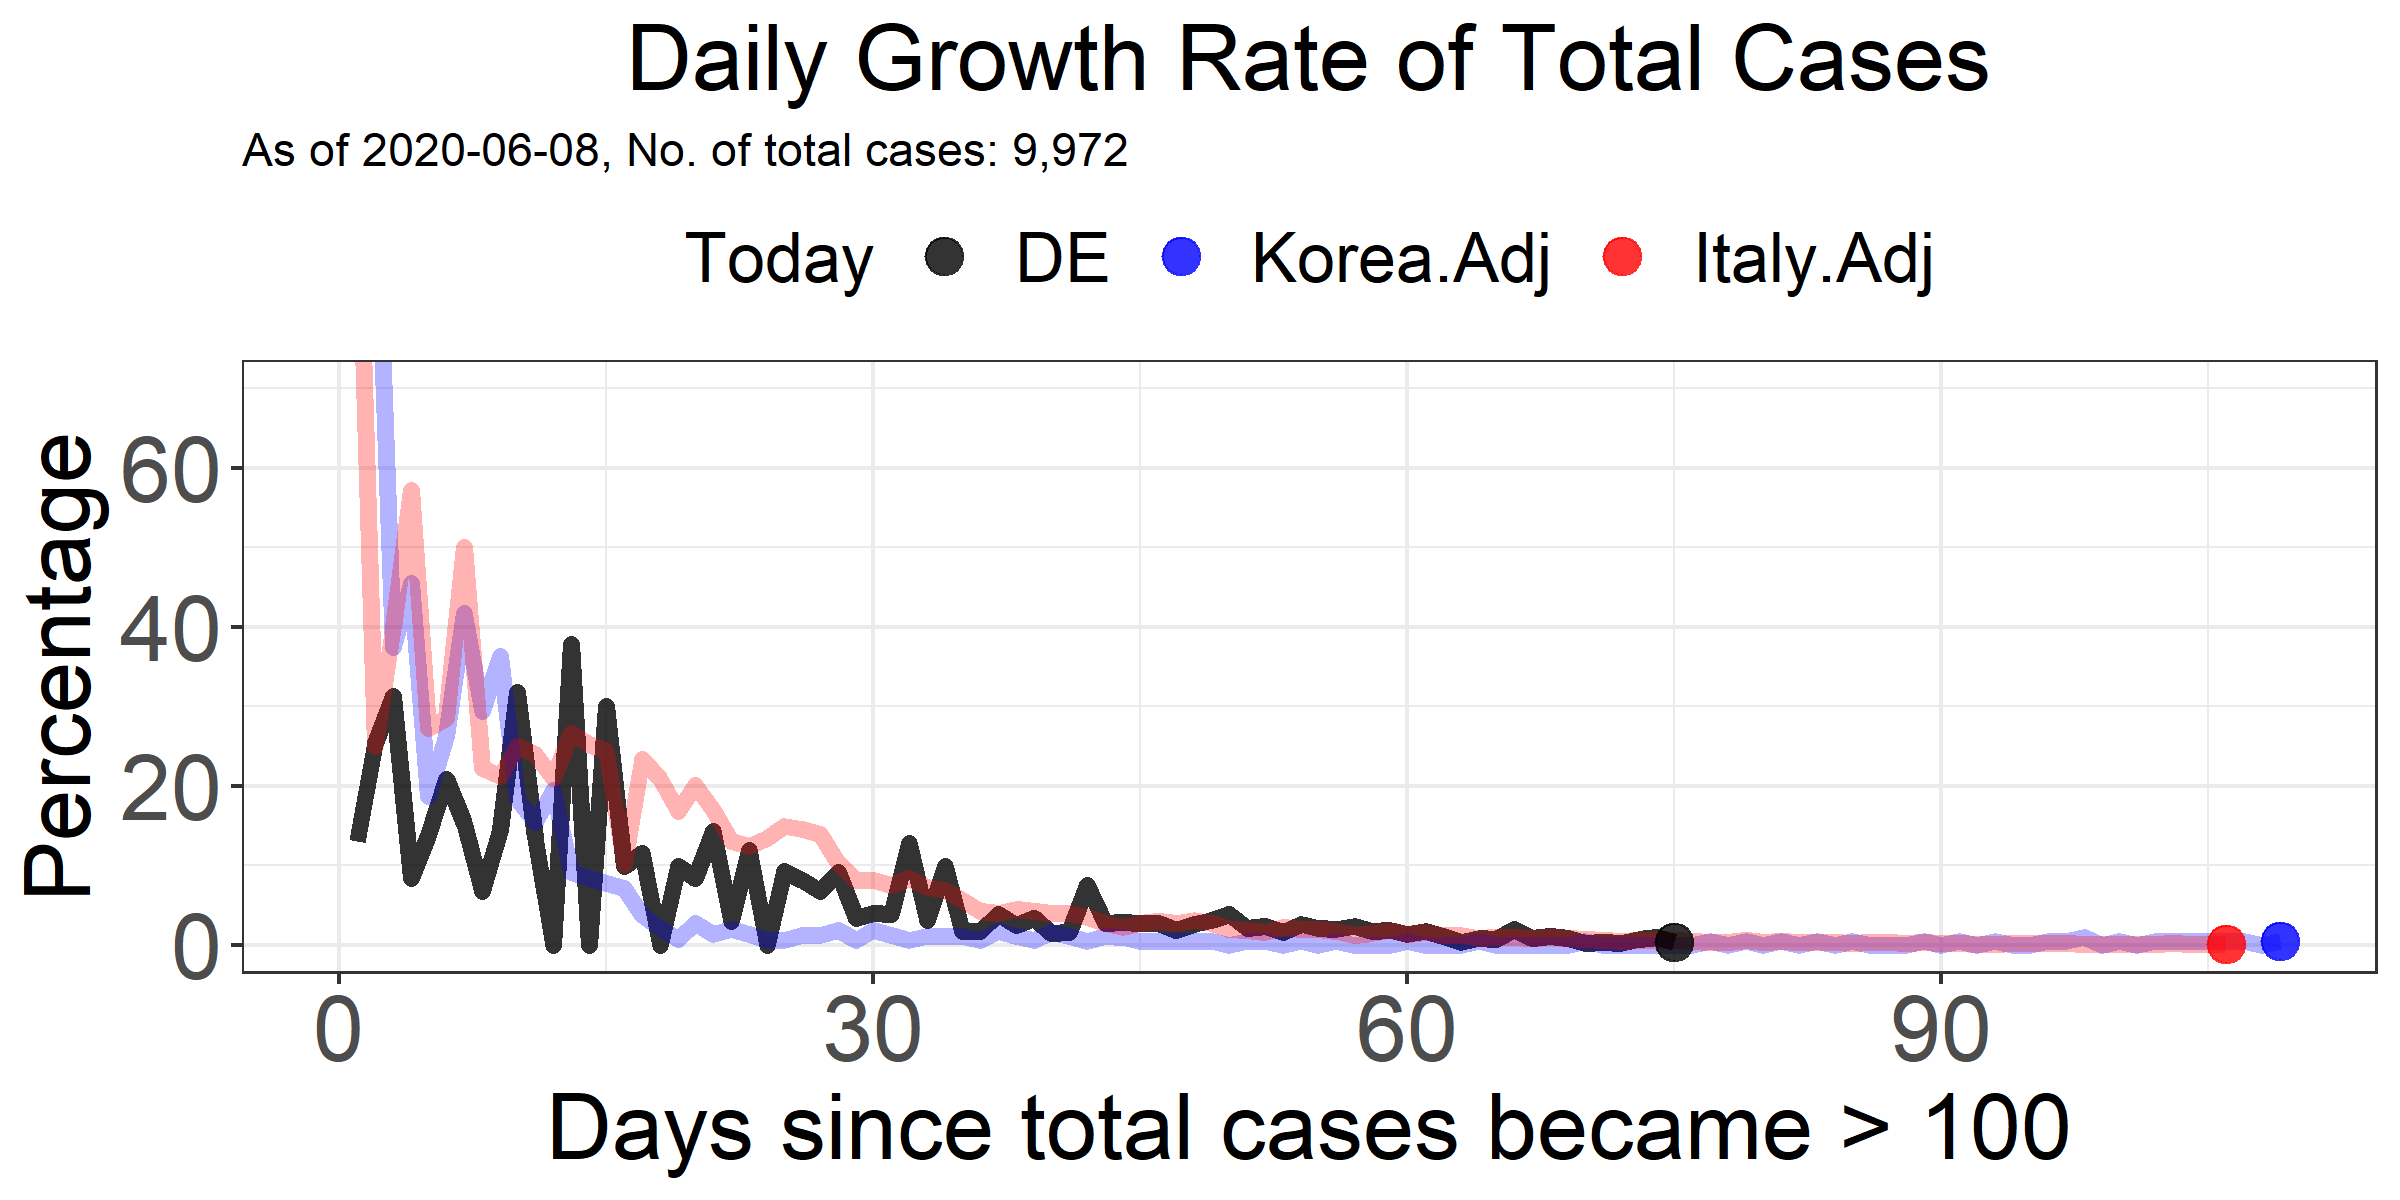 Daily Growth Rate of Total Cases
As of 2020-06-08, No. of total cases: 9,972
Today DE Korea.Adj Italy.Adj
Percentage
60
40
20
0
0 30 60 90
Days since total cases became > 100